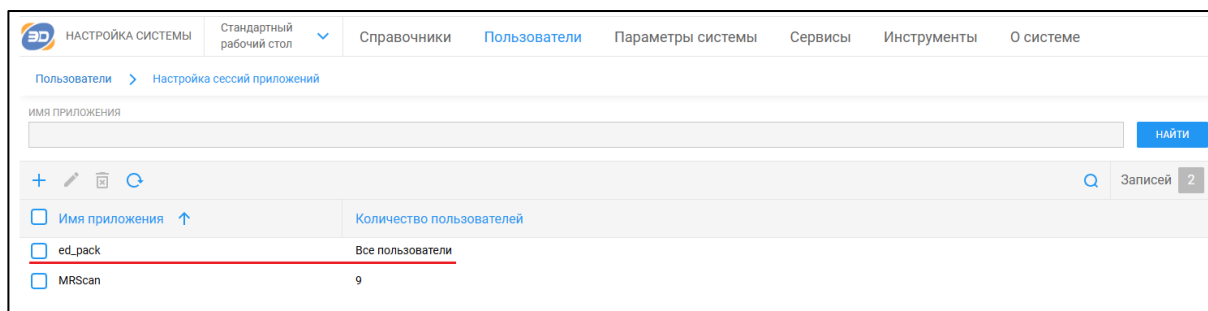 ЭD НАСТРОЙКА СИСТЕМЫ Стандартный рабочий стол Справочники Пользователи Параметры системы Сервисы Инструменты О системе
Пользователи > Настройка сессий приложений
ИМЯ ПРИЛОЖЕНИЯ
НАЙТИ
Записей 2
Имя приложения Количество пользователей
ed_pack Все пользователи
MRScan 9